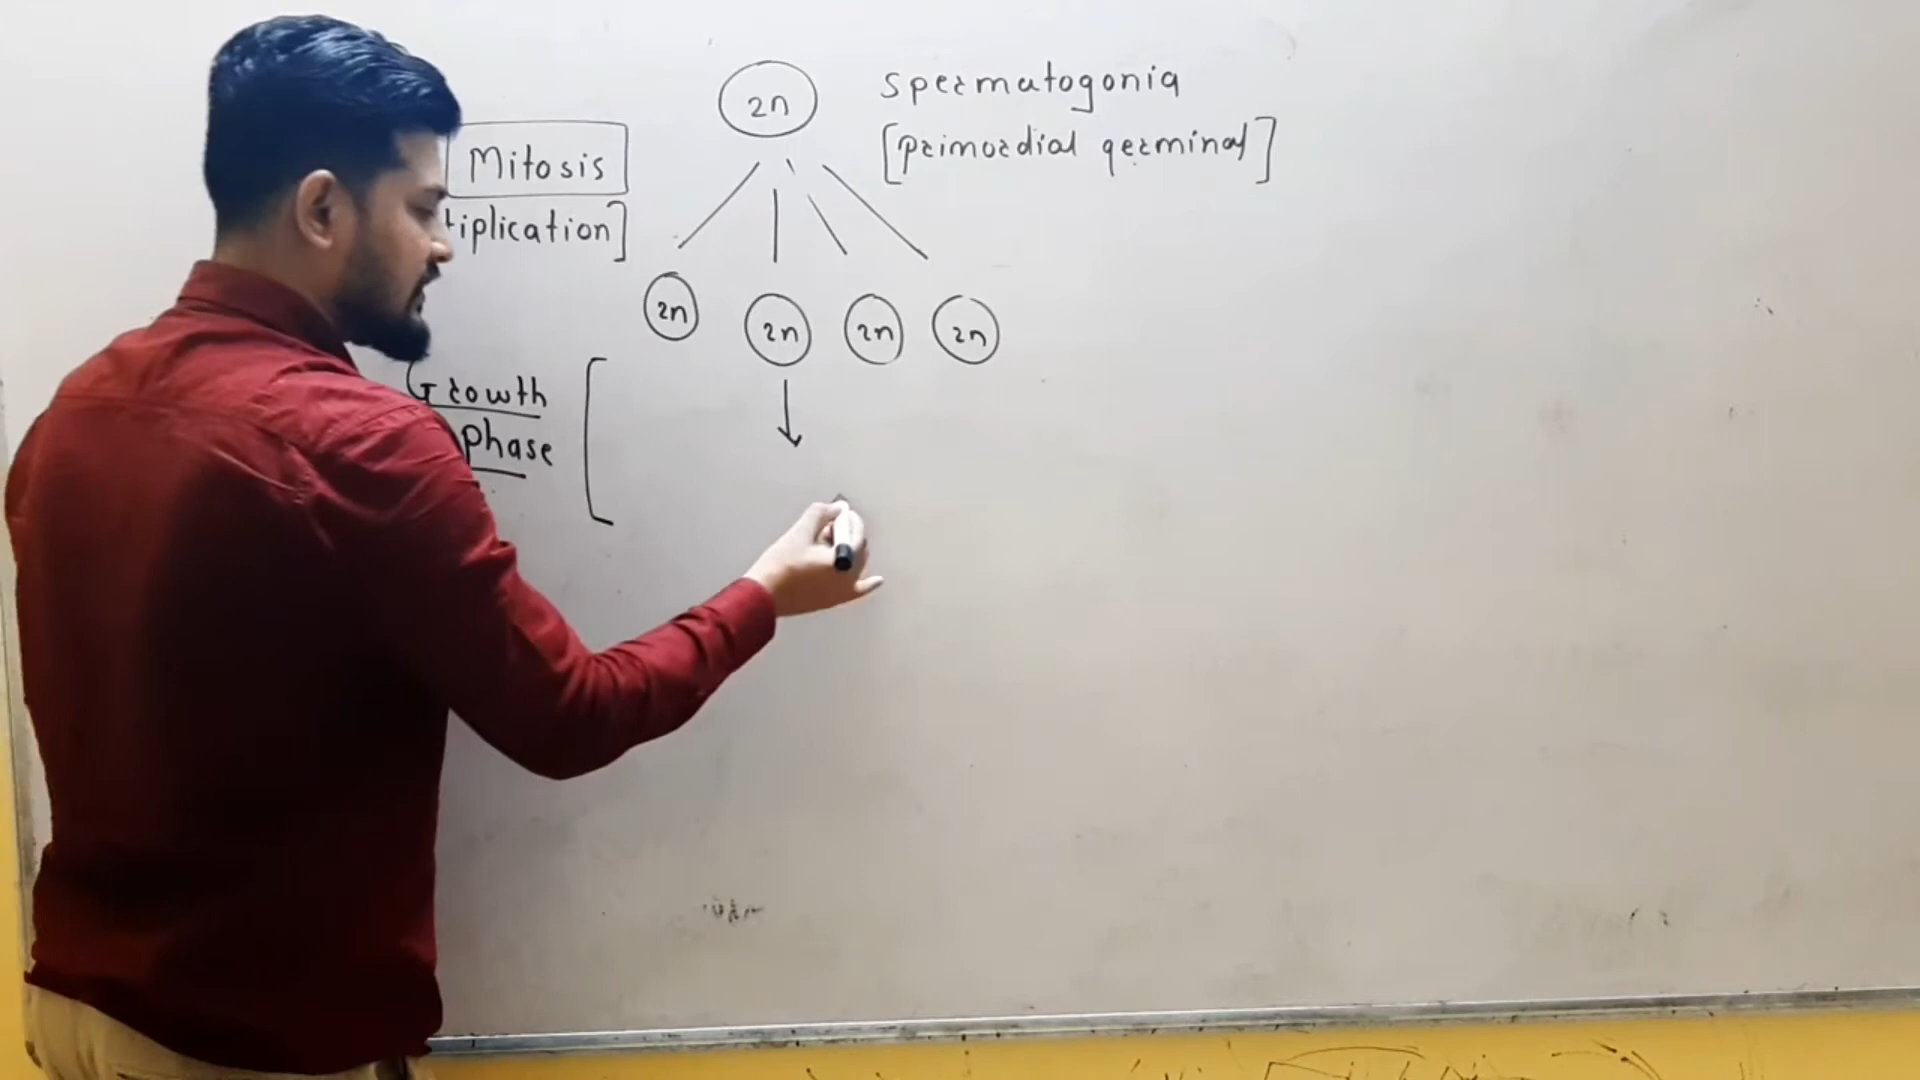 2n
spermatogonia
[primordial germinal]
Mitosis
tiplication]
2n 2n 2n 2n
Growth
phase